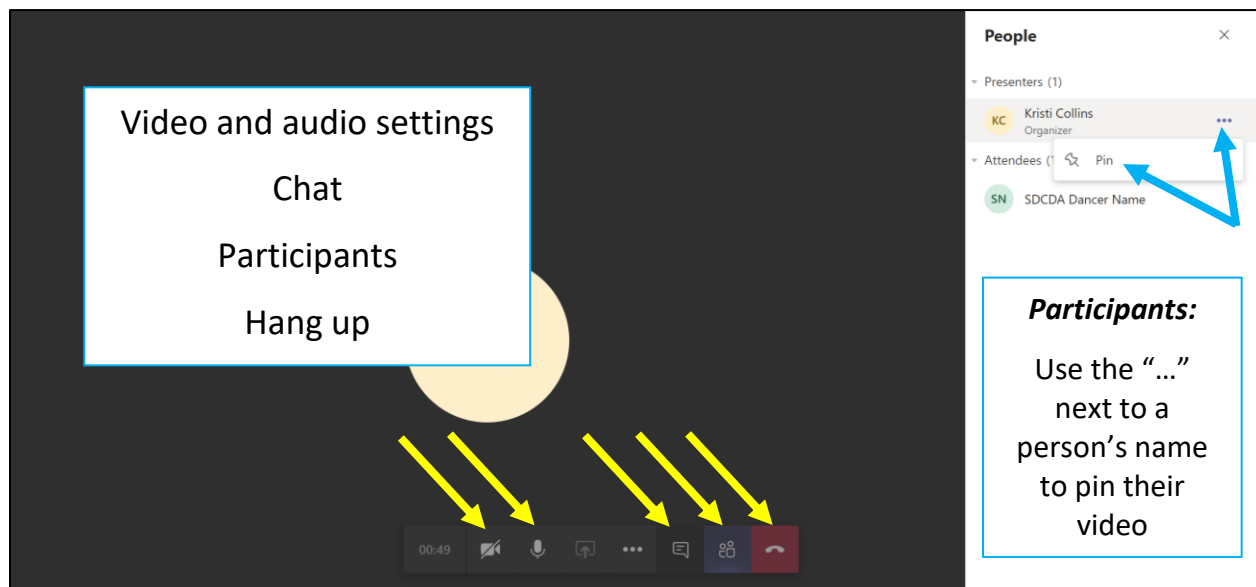 Video and audio settings
Chat
Participants
Hang up
00:49
People
Presenters (1)
KC
Kristi Collins
Organizer
Attendees (
Pin
SN
SDCDA Dancer Name
Participants:
Use the “…”
next to a
person’s name
to pin their
video